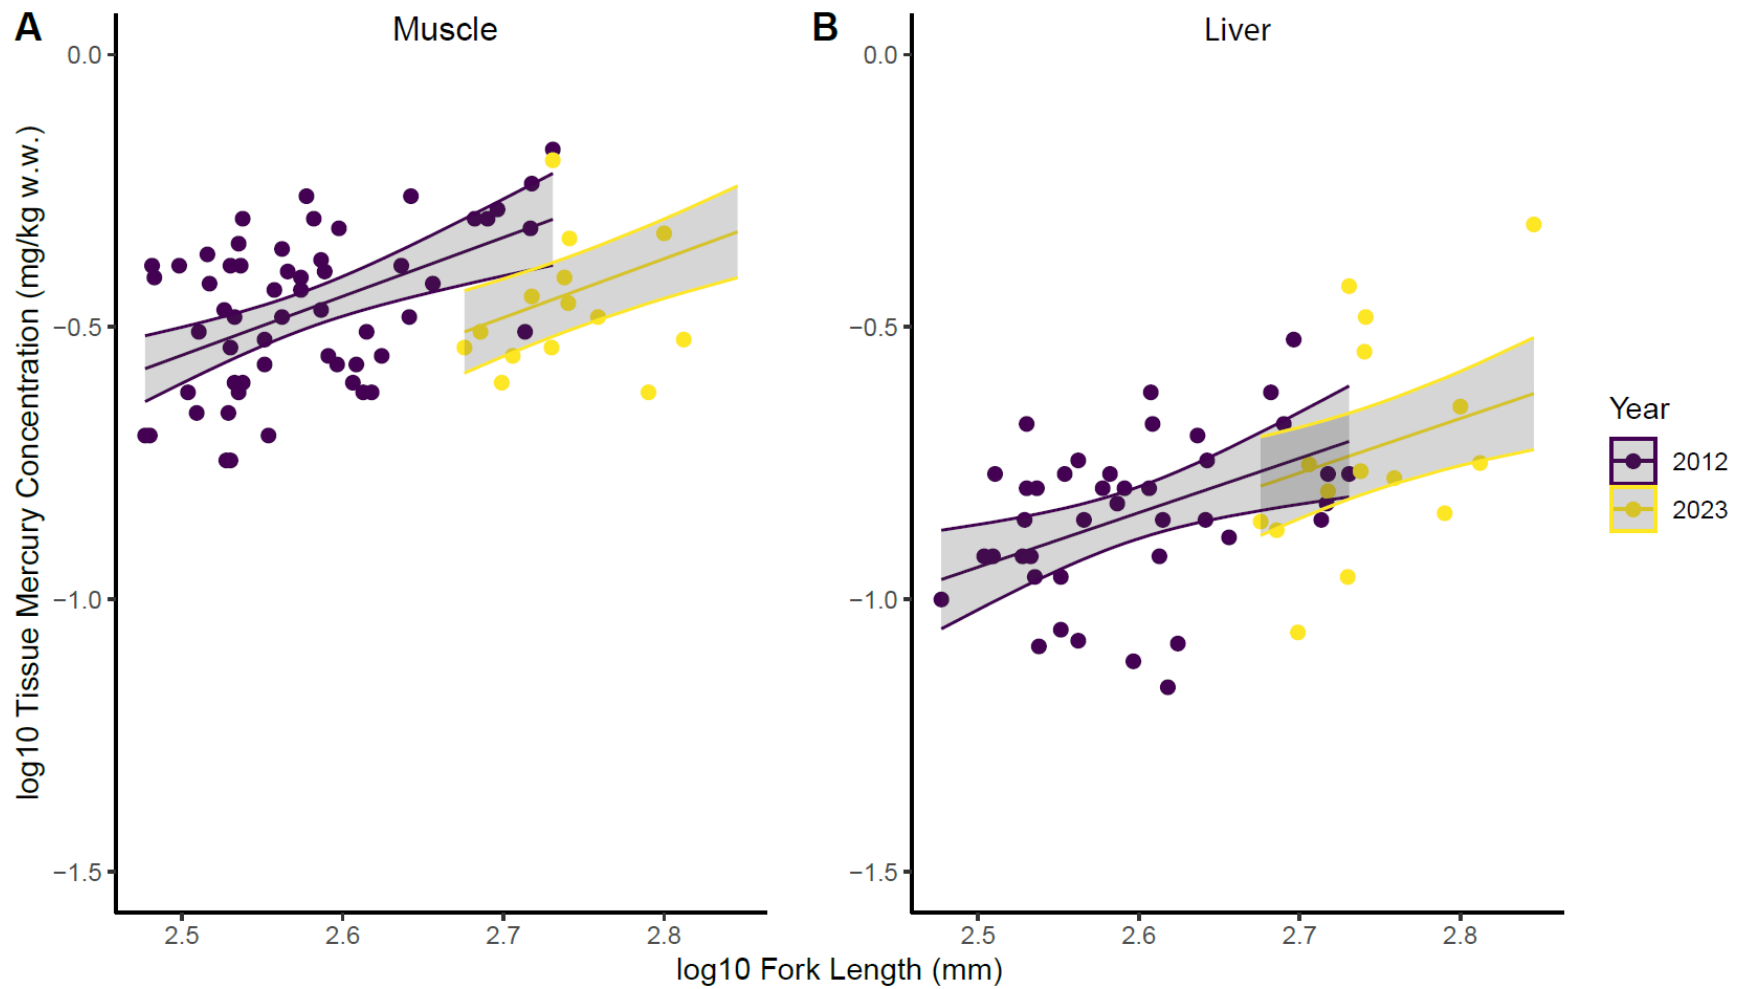 A
Muscle
0.0
−0.5
−1.0
−1.5
2.5 2.6 2.7 2.8
B
Liver
0.0
−0.5
−1.0
−1.5
2.5 2.6 2.7 2.8
log10 Tissue Mercury Concentration (mg/kg w.w.)
log10 Fork Length (mm)
Year
2012
2023